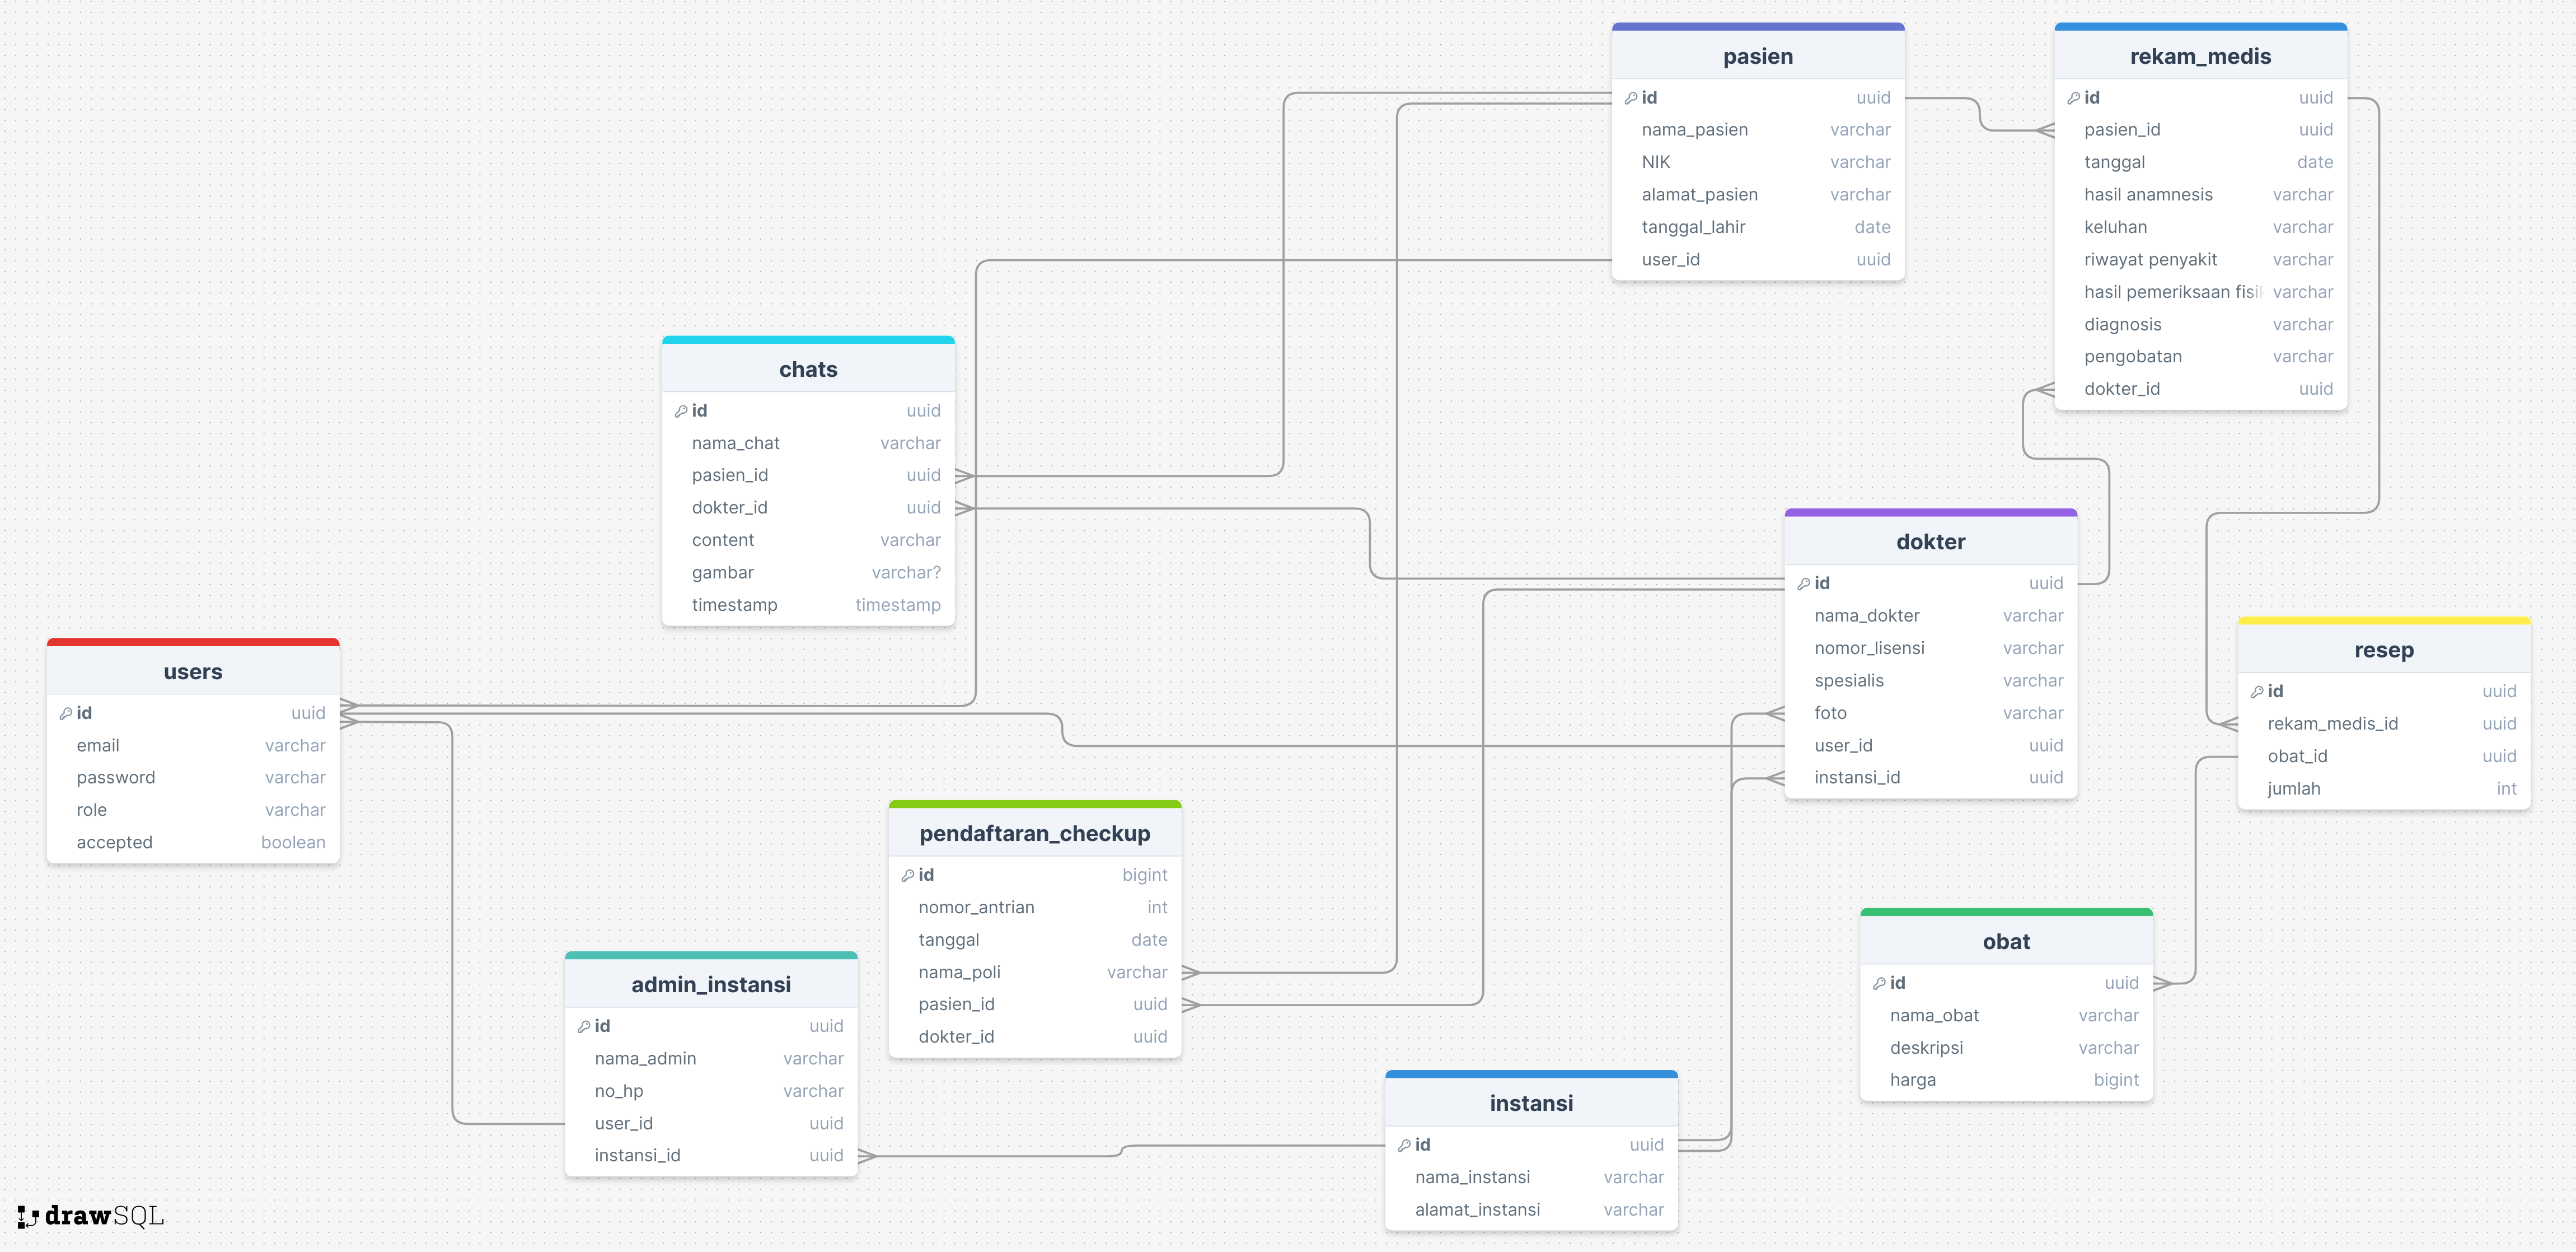 pasien
id uuid
nama_pasien varchar
NIK varchar
alamat_pasien varchar
tanggal_lahir date
user_id uuid
rekam_medis
id uuid
pasien_id uuid
tanggal date
hasil anamnesis varchar
keluhan varchar
riwayat penyakit varchar
hasil pemeriksaan fisi varchar
diagnosis varchar
pengobatan varchar
dokter_id uuid
chats
id uuid
nama_chat varchar
pasien_id uuid
dokter_id uuid
content varchar
gambar varchar?
timestamp timestamp
dokter
id uuid
nama_dokter varchar
nomor_lisensi varchar
spesialis varchar
foto varchar
user_id uuid
instansi_id uuid
users
id uuid
email varchar
password varchar
role varchar
accepted boolean
resep
id uuid
rekam_medis_id uuid
obat_id uuid
jumlah int
pendaftaran_checkup
id bigint
nomor_antrian int
tanggal date
nama_poli varchar
pasien_id uuid
dokter_id uuid
obat
id uuid
nama_obat varchar
deskripsi varchar
harga bigint
admin_instansi
id uuid
nama_admin varchar
no_hp varchar
user_id uuid
instansi_id uuid
instansi
id uuid
nama_instansi varchar
alamat_instansi varchar
drawSQL